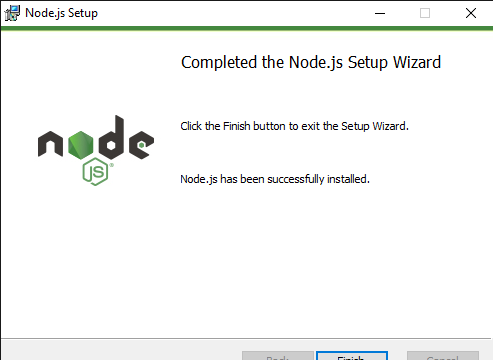 Node.js Setup
Completed the Node.js Setup Wizard
Click the Finish button to exit the Setup Wizard.
node
JS
Node.js has been successfully installed.
Back Finish Cancel